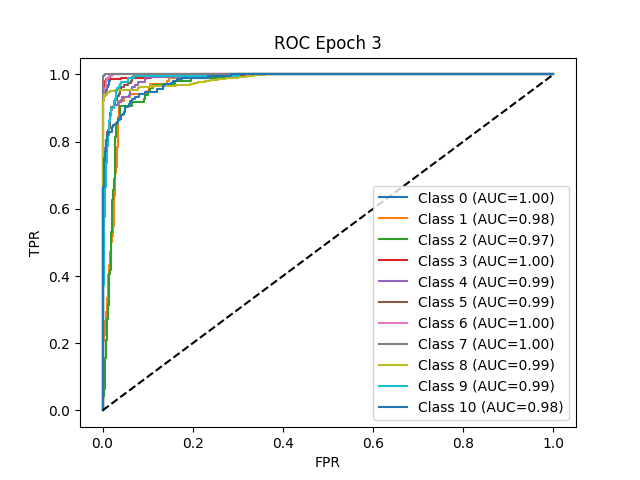 ROC Epoch 3
TPR
1.0
0.8
0.6
0.4
0.2
0.0
Class 0 (AUC=1.00)
Class 1 (AUC=0.98)
Class 2 (AUC=0.97)
Class 3 (AUC=1.00)
Class 4 (AUC=0.99)
Class 5 (AUC=0.99)
Class 6 (AUC=1.00)
Class 7 (AUC=1.00)
Class 8 (AUC=0.99)
Class 9 (AUC=0.99)
Class 10 (AUC=0.98)
0.0 0.2 0.4 0.6 0.8 1.0
FPR